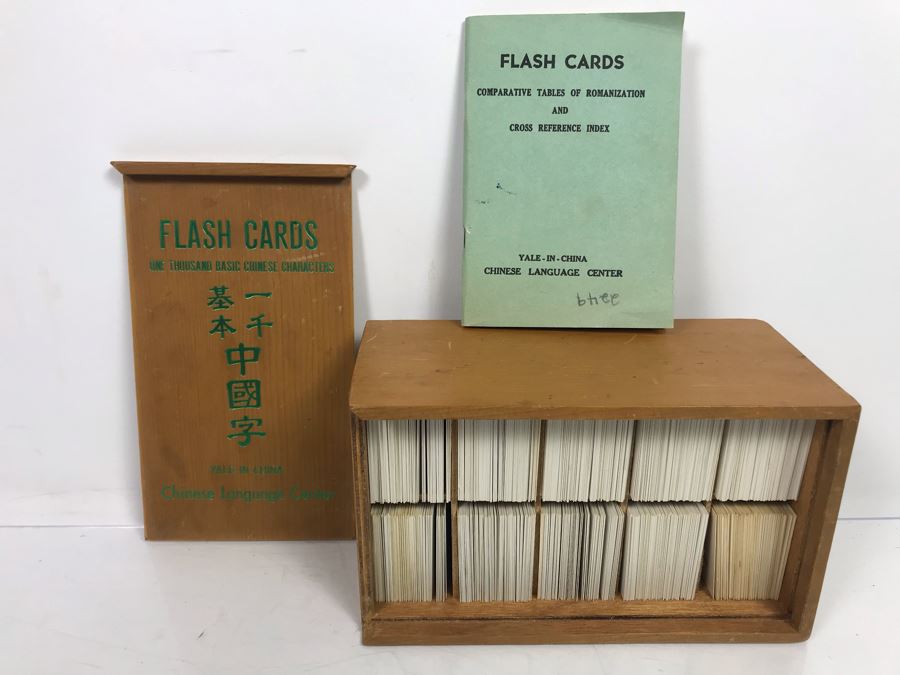 FLASH CARDS
ONE THOUSAND BASIC CHINESE CHARACTERS
一千
基本
中國字
YALE-IN-CHINA
Chinese Language Center
FLASH CARDS
COMPARATIVE TABLES OF ROMANIZATION
AND
CROSS REFERENCE INDEX
YALE-IN-CHINA
CHINESE LANGUAGE CENTER